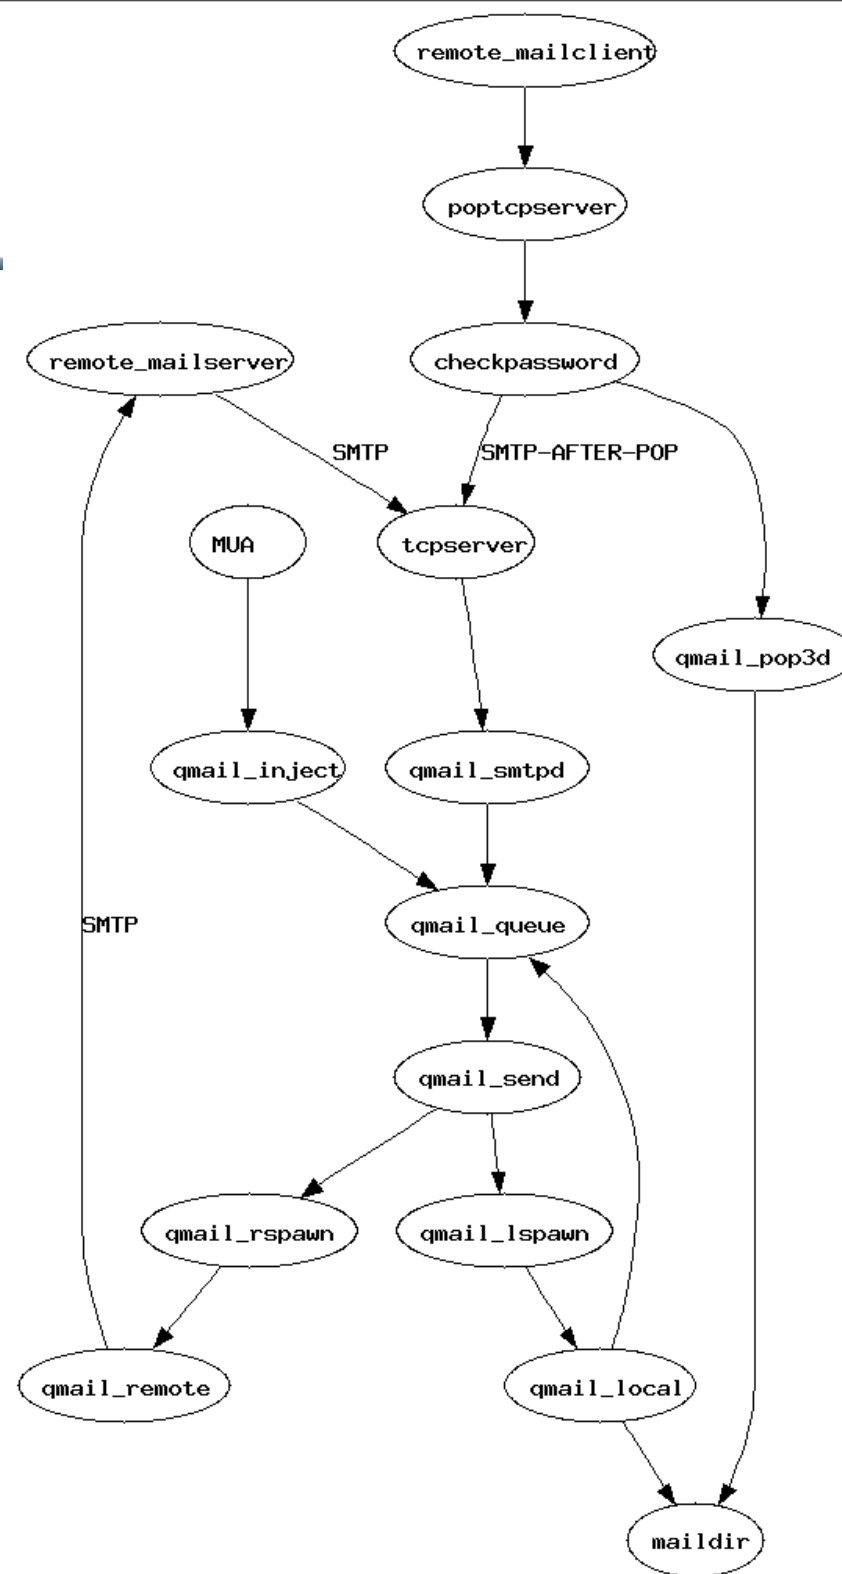 remote_mailclient
poptcpserver
remote_mailserver
checkpassword
SMTP
SMTP-AFTER-POP
MUA
tcpserver
qmail_pop3d
qmail_inject
qmail_smtpd
SMTP
qmail_queue
qmail_send
qmail_rspawn
qmail_lspawn
qmail_remote
qmail_local
maildir